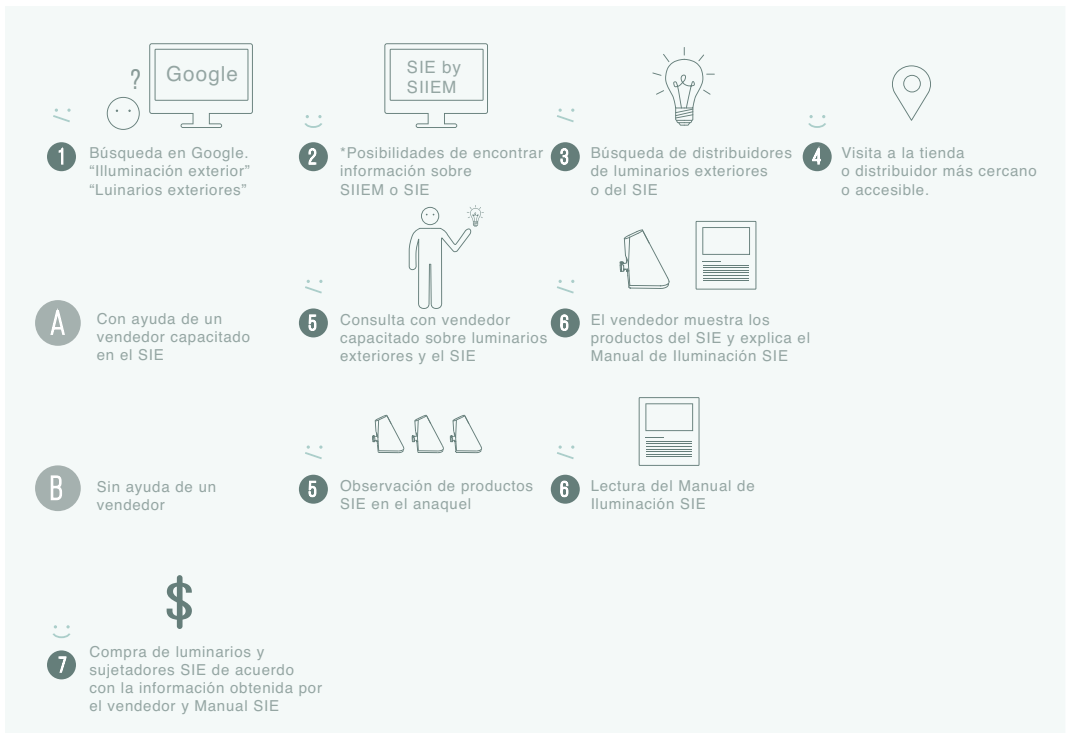 ?
Google
SIE by
SIIEM
1
Búsqueda en Google.
“Illuminación exterior”
“Luinarios exteriores”
2
*Posibilidades de encontrar
información sobre
SIIEM o SIE
3
Búsqueda de distribuidores
de luminarios exteriores
o del SIE
4
Visita a la tienda
o distribuidor más cercano
o accesible.
A
Con ayuda de un
vendedor capacitado
en el SIE
5
Consulta con vendedor
capacitado sobre luminarios
exteriores y el SIE
6
El vendedor muestra los
productos del SIE y explica el
Manual de Iluminación SIE
B
Sin ayuda de un
vendedor
5
Observación de productos
SIE en el anaquel
6
Lectura del Manual de
Iluminación SIE
$
7
Compra de luminarios y
sujetadores SIE de acuerdo
con la información obtenida por
el vendedor y Manual SIE